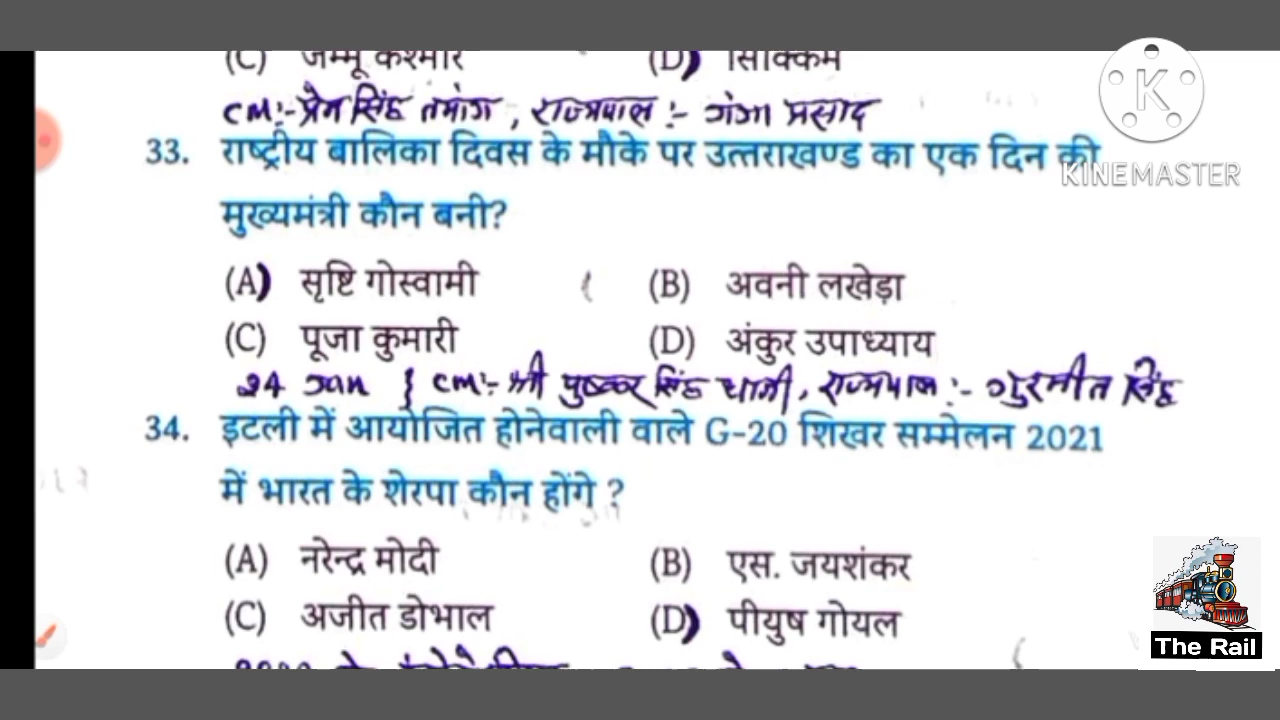 (C) जम्मू कश्मीर (D) सिक्किम
CM:- प्रेम सिंह तमांग, राज्यपाल:- गंगा प्रसाद
33. राष्ट्रीय बालिका दिवस के मौके पर उत्तराखण्ड का एक दिन की
मुख्यमंत्री कौन बनी?
(A) सृष्टि गोस्वामी (B) अवनी लखेड़ा
(C) पूजा कुमारी (D) अंकुर उपाध्याय
24 Jan { CM:- श्री पुष्कर सिंह धामी, राज्यपाल:- गुरमीत सिंह
34. इटली में आयोजित होनेवाली वाले G-20 शिखर सम्मेलन 2021
में भारत के शेरपा कौन होंगे ?
(A) नरेन्द्र मोदी (B) एस. जयशंकर
(C) अजीत डोभाल (D) पीयुष गोयल
K
KINEMASTER
The Rail